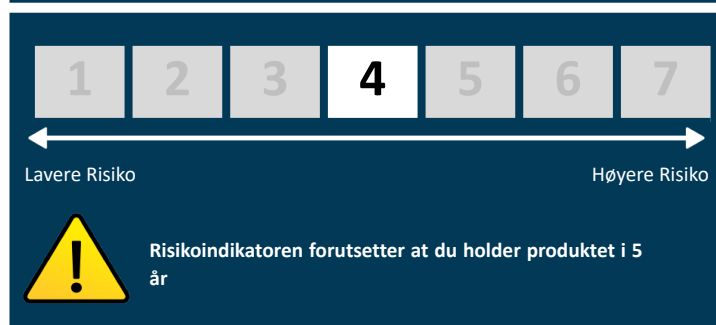 1 2 3 4 5 6 7
Lavere Risiko Høyere Risiko
!
Risikoindikatoren forutsetter at du holder produktet i 5
år